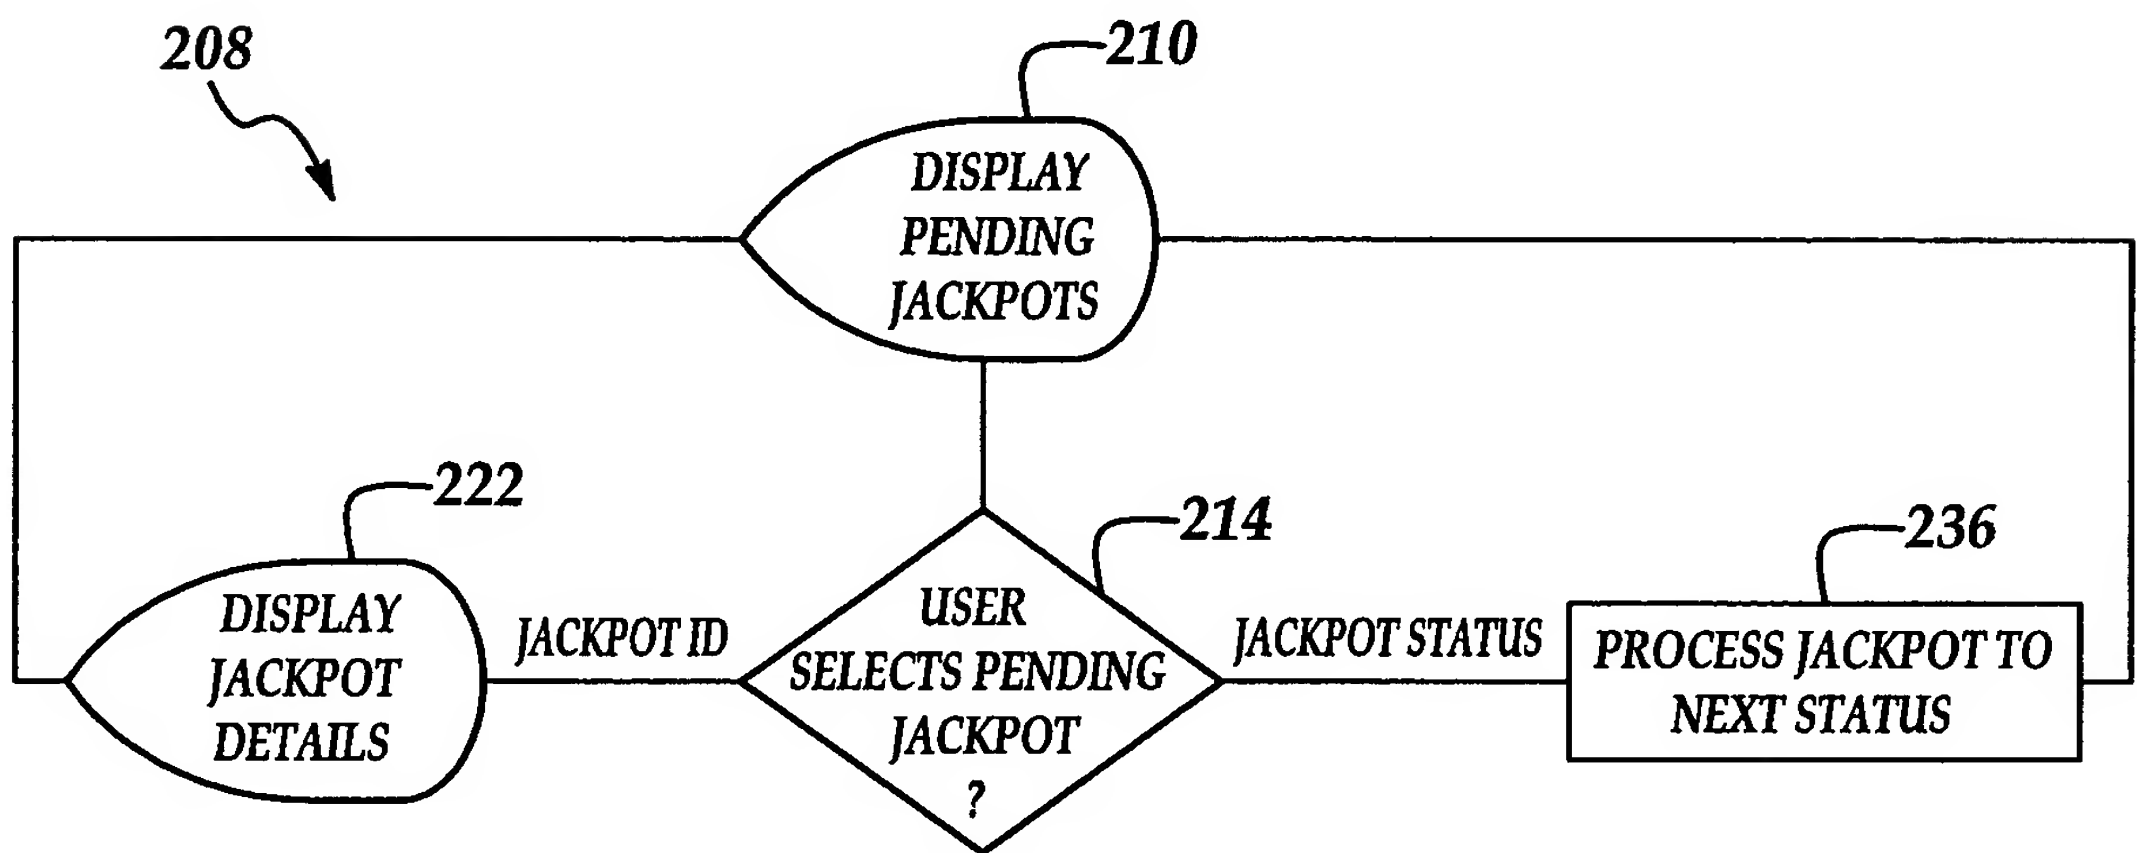 208
210
DISPLAY
PENDING
JACKPOTS
222
DISPLAY
JACKPOT
DETAILS
JACKPOT ID
214
USER
SELECTS PENDING
JACKPOT
?
JACKPOT STATUS
236
PROCESS JACKPOT TO
NEXT STATUS